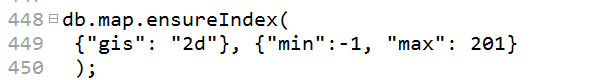 448 db.map.ensureIndex(
449 {"gis": "2d"}, {"min":-1, "max": 201}
450 );